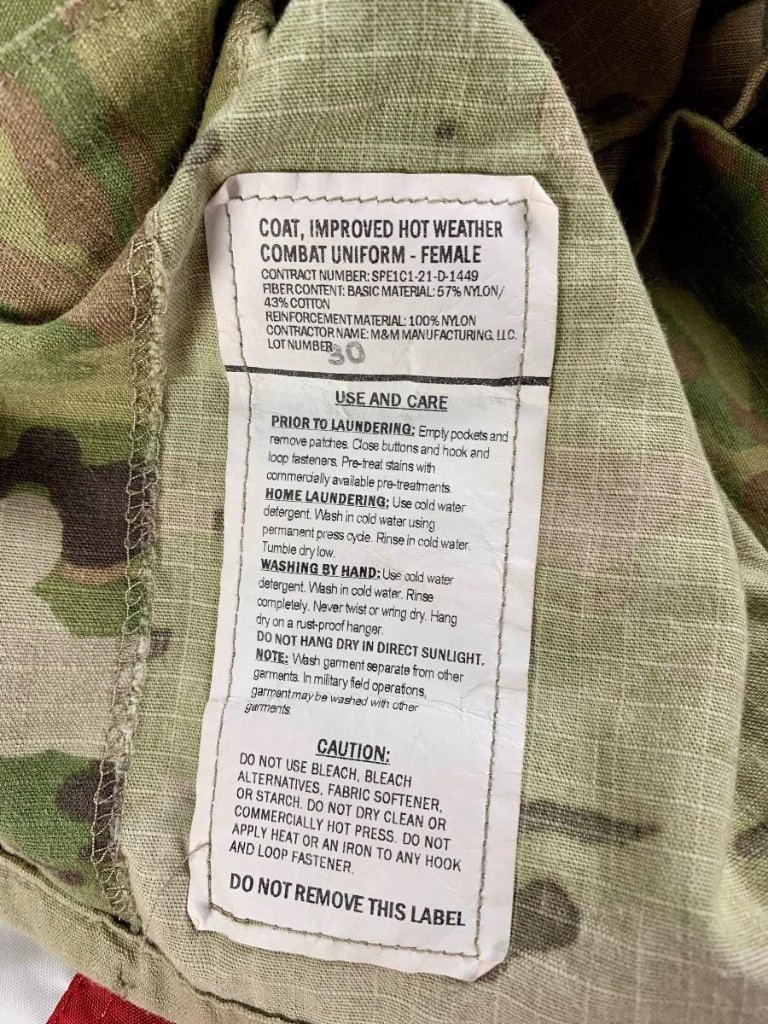 COAT, IMPROVED HOT WEATHER
COMBAT UNIFORM - FEMALE
CONTRACT NUMBER: SPE1C1-21-D-1449
FIBER CONTENT: BASIC MATERIAL: 57% NYLON/
43% COTTON
REINFORCEMENT MATERIAL: 100% NYLON
CONTRACTOR NAME: M&M MANUFACTURING, LLC.
LOT NUMBER 30
USE AND CARE
PRIOR TO LAUNDERING: Empty pockets and
remove patches. Close buttons and hook and
loop fasteners. Pre-treat stains with
commercially available pre-treatments.
HOME LAUNDERING: Use cold water
detergent. Wash in cold water using
permanent press cycle. Rinse in cold water.
Tumble dry low.
WASHING BY HAND: Use cold water
detergent. Wash in cold water. Rinse
completely. Never twist or wring dry. Hang
dry on a rust-proof hanger.
DO NOT HANG DRY IN DIRECT SUNLIGHT.
NOTE: Wash garment separate from other
garments. In military field operations,
garment may be washed with other
garments.
CAUTION:
DO NOT USE BLEACH, BLEACH
ALTERNATIVES, FABRIC SOFTENER,
OR STARCH. DO NOT DRY CLEAN OR
COMMERCIALLY HOT PRESS. DO NOT
APPLY HEAT OR AN IRON TO ANY HOOK
AND LOOP FASTENER.
DO NOT REMOVE THIS LABEL